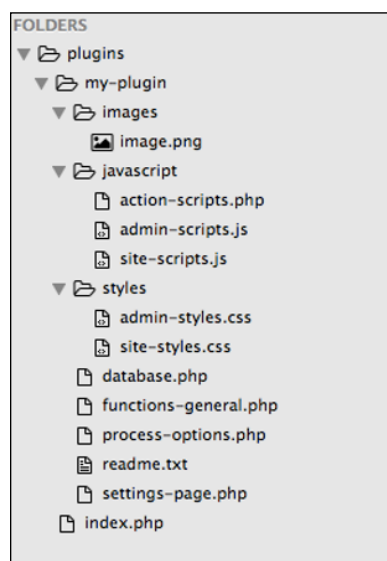 FOLDERS
plugins
my-plugin
images
image.png
javascript
action-scripts.php
admin-scripts.js
site-scripts.js
styles
admin-styles.css
site-styles.css
database.php
functions-general.php
process-options.php
readme.txt
settings-page.php
index.php